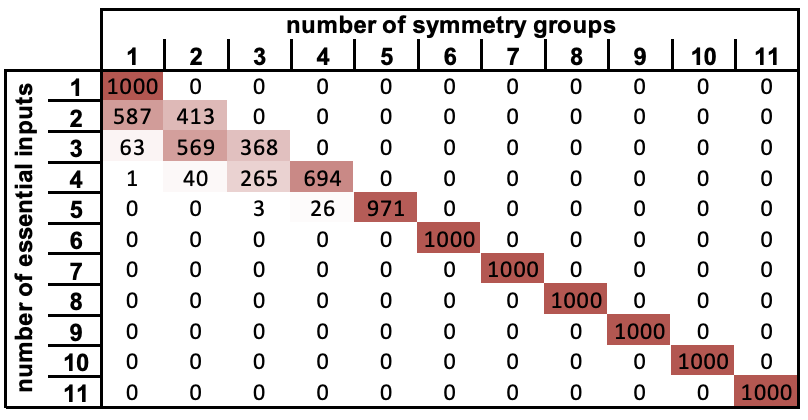 number of symmetry groups
1 2 3 4 5 6 7 8 9 10 11
number of essential inputs
1 1000 0 0 0 0 0 0 0 0 0 0
2 587 413 0 0 0 0 0 0 0 0 0
3 63 569 368 0 0 0 0 0 0 0 0
4 1 40 265 694 0 0 0 0 0 0 0
5 0 0 3 26 971 0 0 0 0 0 0
6 0 0 0 0 0 1000 0 0 0 0 0
7 0 0 0 0 0 0 1000 0 0 0 0
8 0 0 0 0 0 0 0 1000 0 0 0
9 0 0 0 0 0 0 0 0 1000 0 0
10 0 0 0 0 0 0 0 0 0 1000 0
11 0 0 0 0 0 0 0 0 0 0 1000